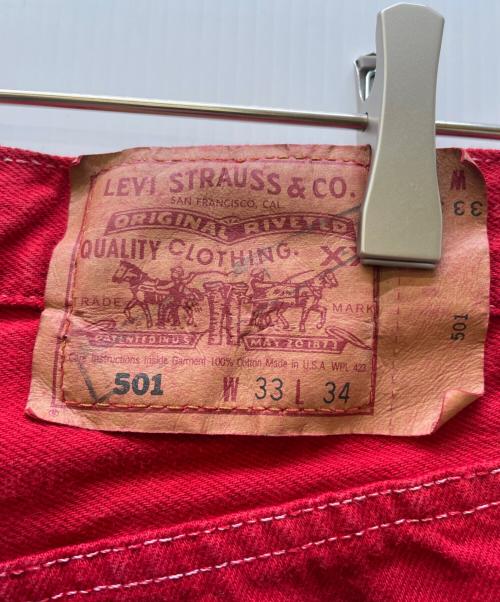 LEVI STRAUSS & CO.
SAN FRANCISCO, CAL.
ORIGINAL RIVETED
QUALITY CLOTHING.
TRADE MARK
PATENTED IN U.S. MAY 20 1873
Care Instructions Inside Garment 100% Cotton Made in U.S.A. WPL 423
501 W 33 L 34
W
33
501